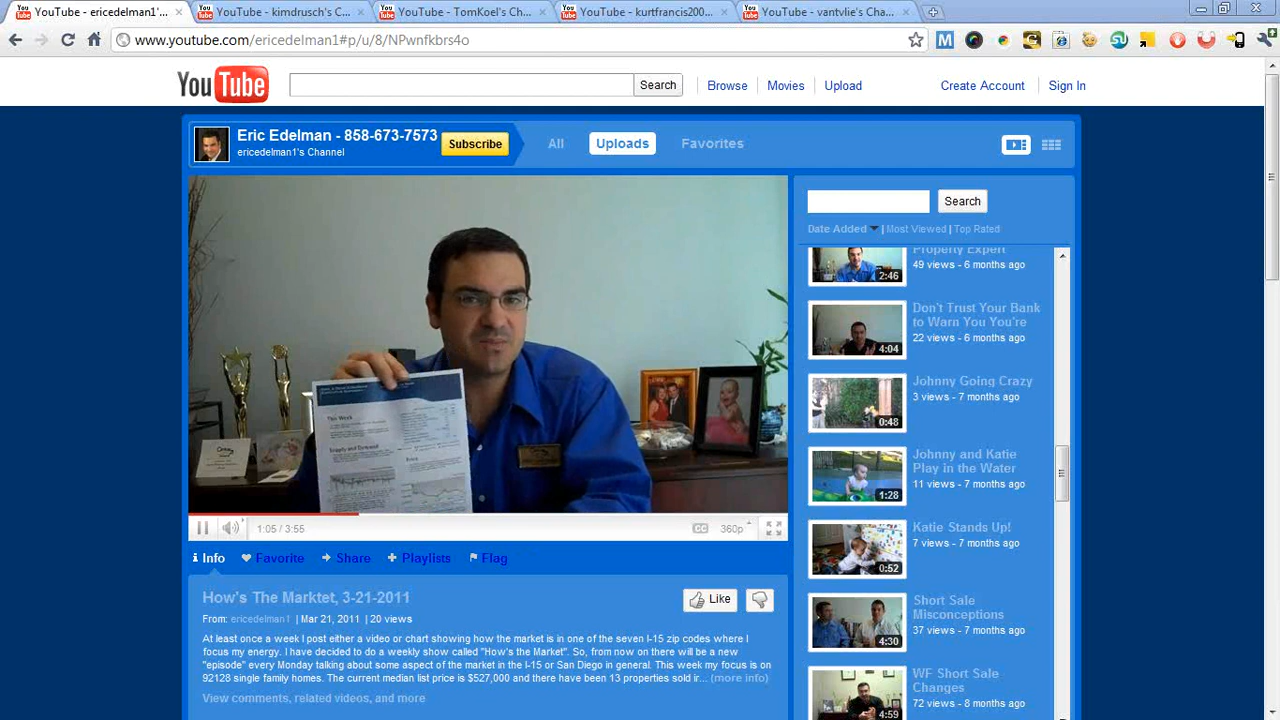 YouTube - ericedelman1'...
YouTube - kimdrusch's C...
YouTube - TomKoel's Ch...
YouTube - kurtfrancis200...
YouTube - vantvlie's Cha...
www.youtube.com/ericedelman1#p/u/8/NPwnfkbrs4o
YouTube
Search
Browse
Movies
Upload
Create Account
Sign In
Eric Edelman - 858-673-7573
ericedelman1's Channel
Subscribe
All
Uploads
Favorites
This Week
Supply and Demand
1:05 / 3:55
CC
360p
Info
Favorite
Share
Playlists
Flag
How's The Marktet, 3-21-2011
Like
From: ericedelman1 | Mar 21, 2011 | 20 views
At least once a week I post either a video or chart showing how the market is in one of the seven I-15 zip codes where I
focus my energy. I have decided to do a weekly show called "How's the Market". So, from now on there will be a new
"episode" every Monday talking about some aspect of the market in the I-15 or San Diego in general. This week my focus is on
92128 single family homes. The current median list price is $527,000 and there have been 13 properties sold ir... (more info)
View comments, related videos, and more
Search
Date Added | Most Viewed | Top Rated
Property Expert
49 views - 6 months ago
2:46
Don't Trust Your Bank
to Warn You You're
22 views - 6 months ago
4:04
Johnny Going Crazy
3 views - 7 months ago
0:48
Johnny and Katie
Play in the Water
11 views - 7 months ago
1:28
Katie Stands Up!
7 views - 7 months ago
0:52
Short Sale
Misconceptions
37 views - 7 months ago
4:30
WF Short Sale
Changes
72 views - 8 months ago
4:59